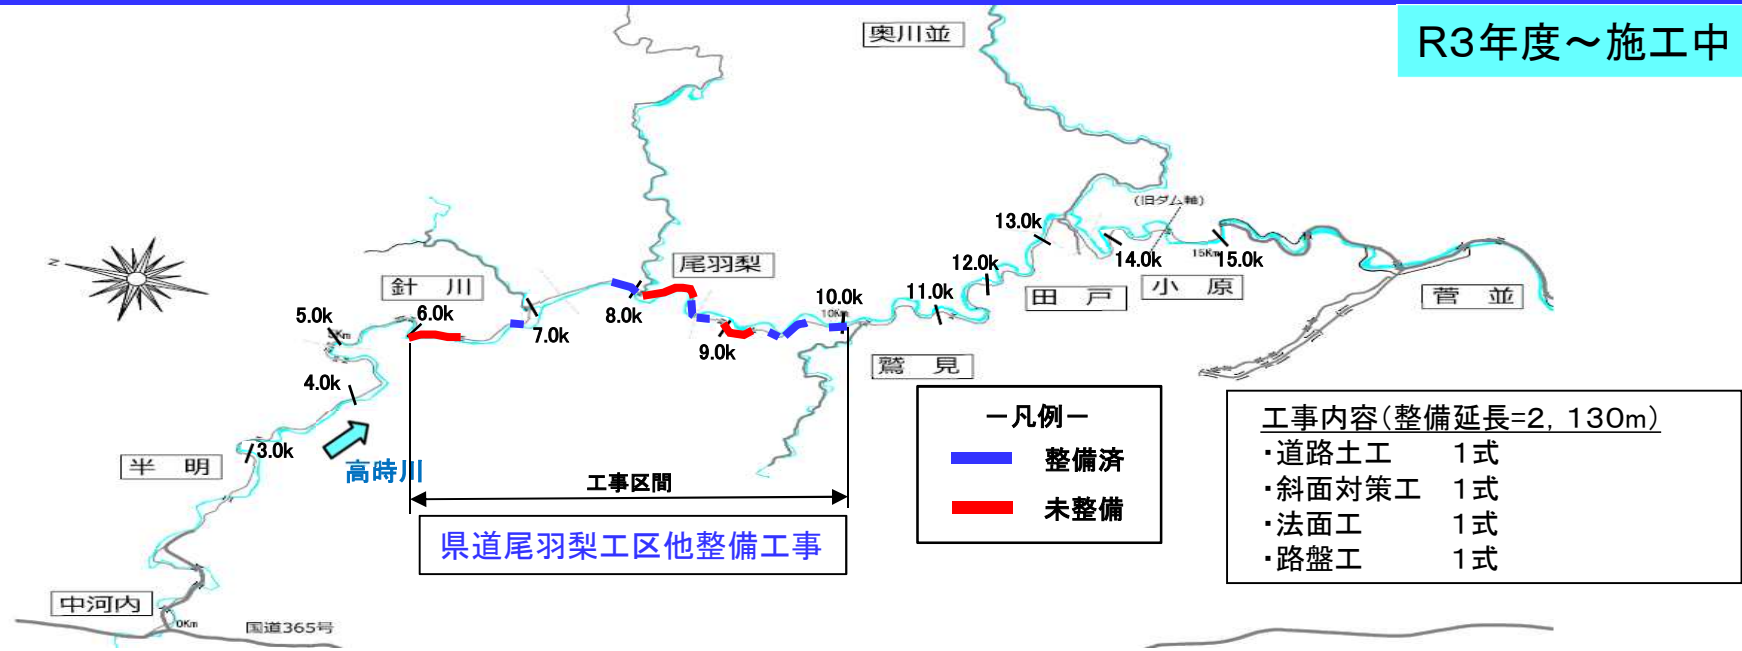 R3年度～施工中
奥川並
(旧ダム軸)
13.0k
14.0k
15Km
15.0k
尾羽梨
12.0k
針 川
田 戸
小 原
菅 並
5.0k
6.0k
7.0k
8.0k
9.0k
10.0k
10Km
11.0k
5Km
鷲 見
4.0k
3.0k
半 明
高時川
工事区間
県道尾羽梨工区他整備工事
－凡例－
整備済
未整備
工事内容(整備延長=2，130m)
・道路土工 1式
・斜面対策工 1式
・法面工 1式
・路盤工 1式
中河内
0Km
国道365号
Z